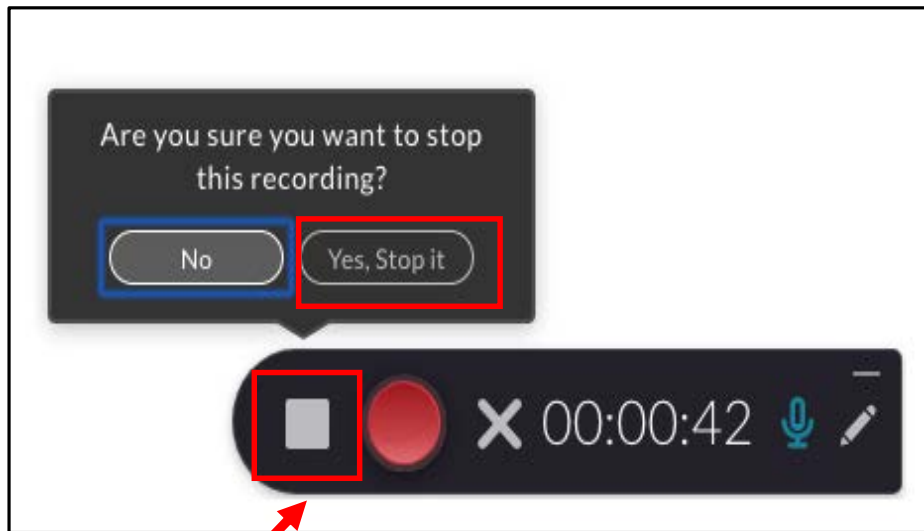 Are you sure you want to stop
this recording?
No
Yes, Stop it
00:00:42